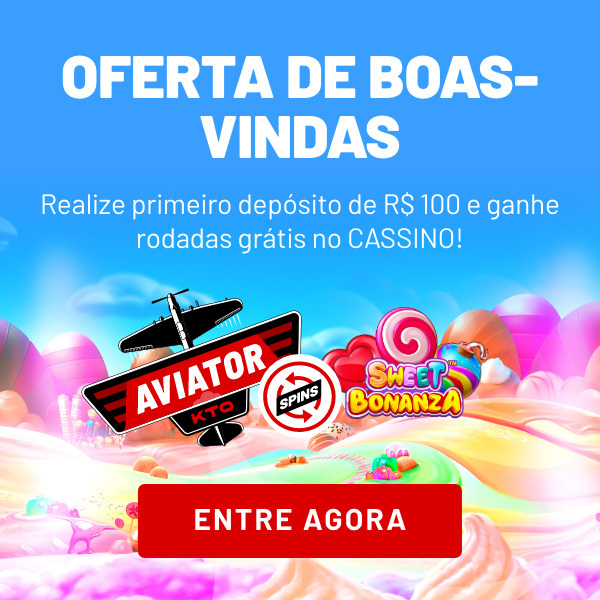 OFERTA DE BOAS-
VINDAS
Realize primeiro depósito de R$ 100 e ganhe
rodadas grátis no CASSINO!
AVIATOR
KTO
SPINS
SWEET
BONANZA
TM
ENTRE AGORA